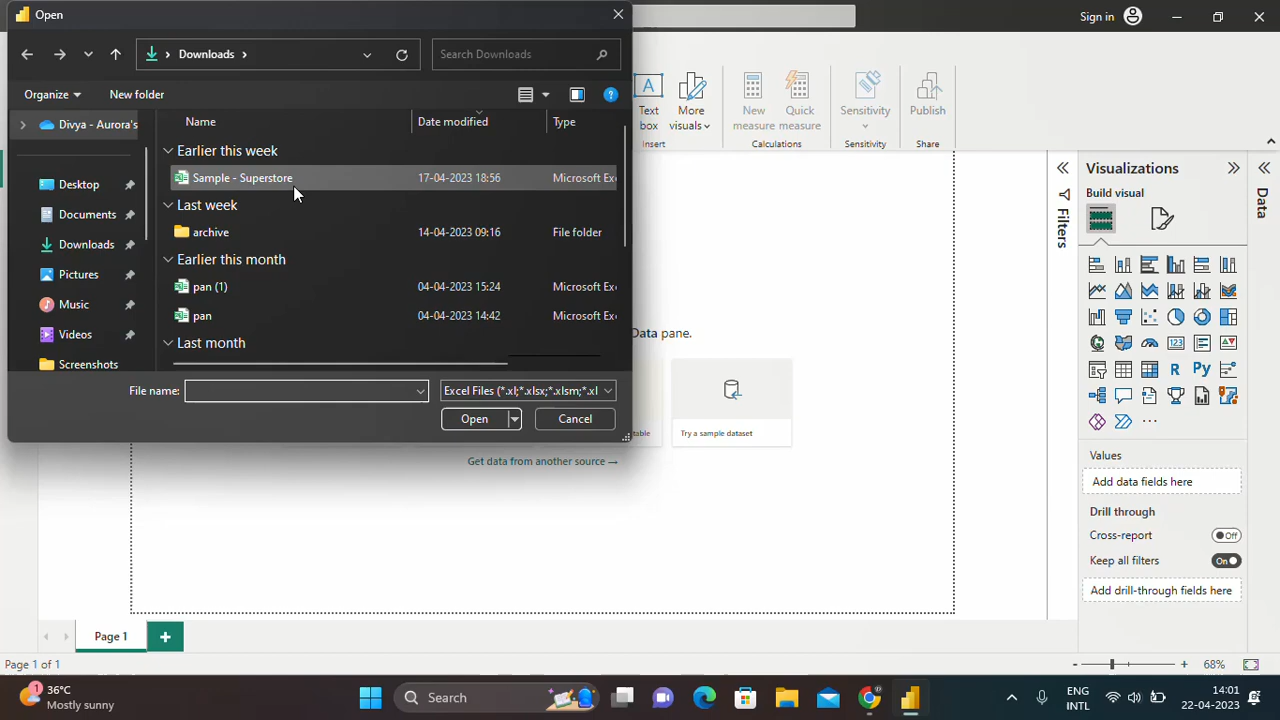 Open
Sign in
Downloads
Search Downloads
Organize
New folder
Text box
More visuals
New measure
Quick measure
Sensitivity
Publish
Insert
Calculations
Sensitivity
Share
Divya - Aurora's
Desktop
Documents
Downloads
Pictures
Music
Videos
Screenshots
Name
Date modified
Type
Earlier this week
Sample - Superstore 17-04-2023 18:56 Microsoft Ex
Last week
archive 14-04-2023 09:16 File folder
Earlier this month
pan (1) 04-04-2023 15:24 Microsoft Ex
pan 04-04-2023 14:42 Microsoft Ex
Last month
File name:
Excel Files (*.xl;*.xlsx;*.xlsm;*.xl
Open
Cancel
Data pane.
table
Try a sample dataset
Get data from another source →
Filters
Visualizations
Build visual
Data
123
R
Py
Values
Add data fields here
Drill through
Cross-report
Off
Keep all filters
On
Add drill-through fields here
Page 1
Page 1 of 1
68%
1
36°C
Mostly sunny
Search
ENG
INTL
14:01
22-04-2023